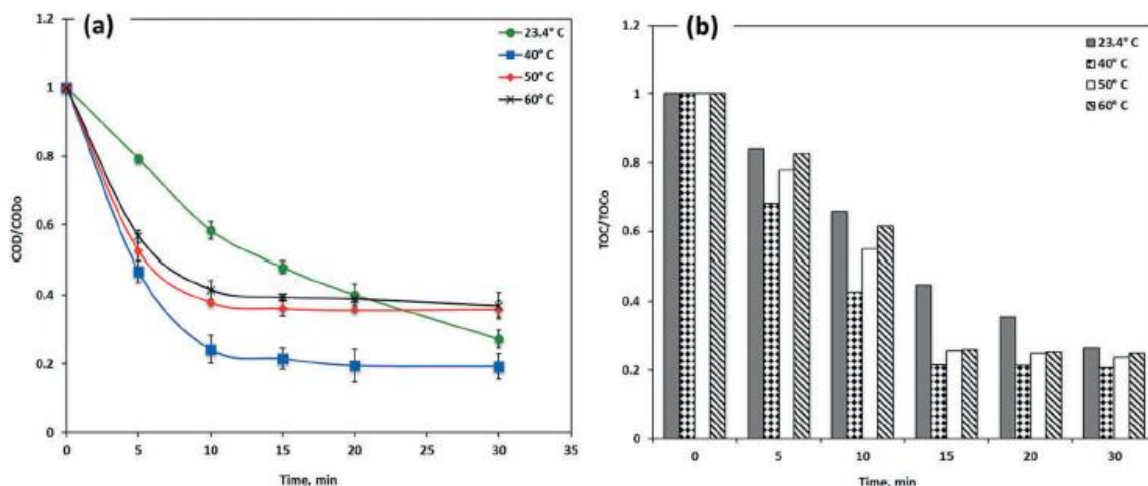 (a)
1.2
1
0.8
0.6
0.4
0.2
0
COD/CODo
0 5 10 15 20 25 30 35
Time, min
23.4° C
40° C
50° C
60° C
(b)
1.2
1
0.8
0.6
0.4
0.2
0
TOC/TOCo
0 5 10 15 20 30
Time, min
23.4° C
40° C
50° C
60° C